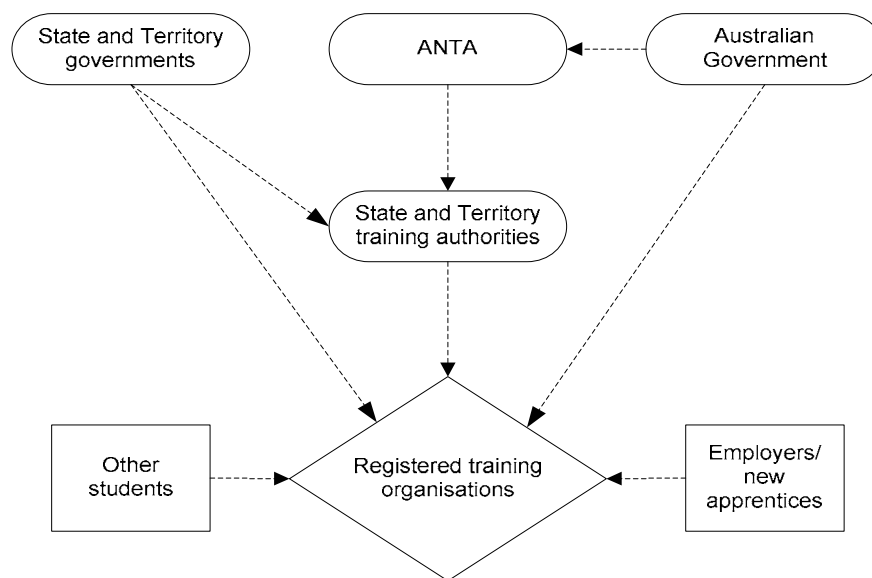 State and Territory
governments
ANTA
Australian
Government
State and Territory
training authorities
Other
students
Registered training
organisations
Employers/
new
apprentices